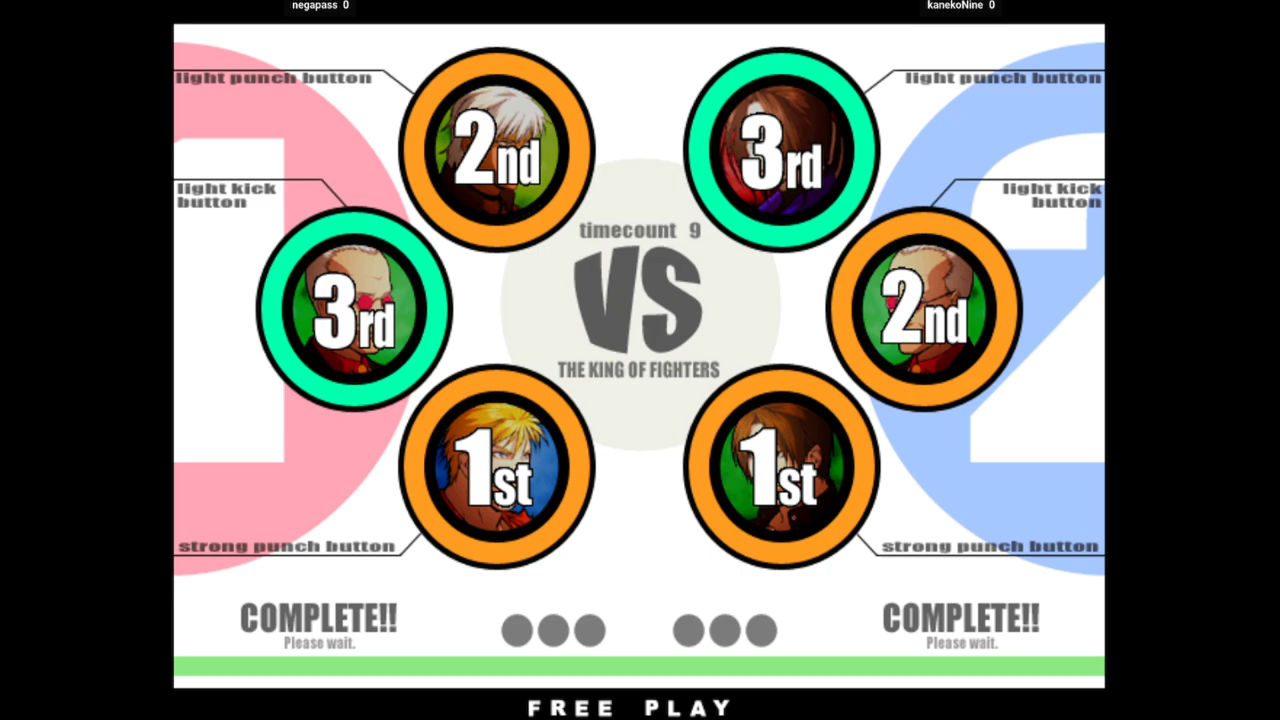 negapass 0
kanekoNine 0
light punch button
light punch button
2nd
3rd
light kick
button
light kick
button
1
2
timecount 9
3rd
VS
2nd
THE KING OF FIGHTERS
1st
1st
strong punch button
strong punch button
COMPLETE!!
Please wait.
COMPLETE!!
Please wait.
FREE PLAY